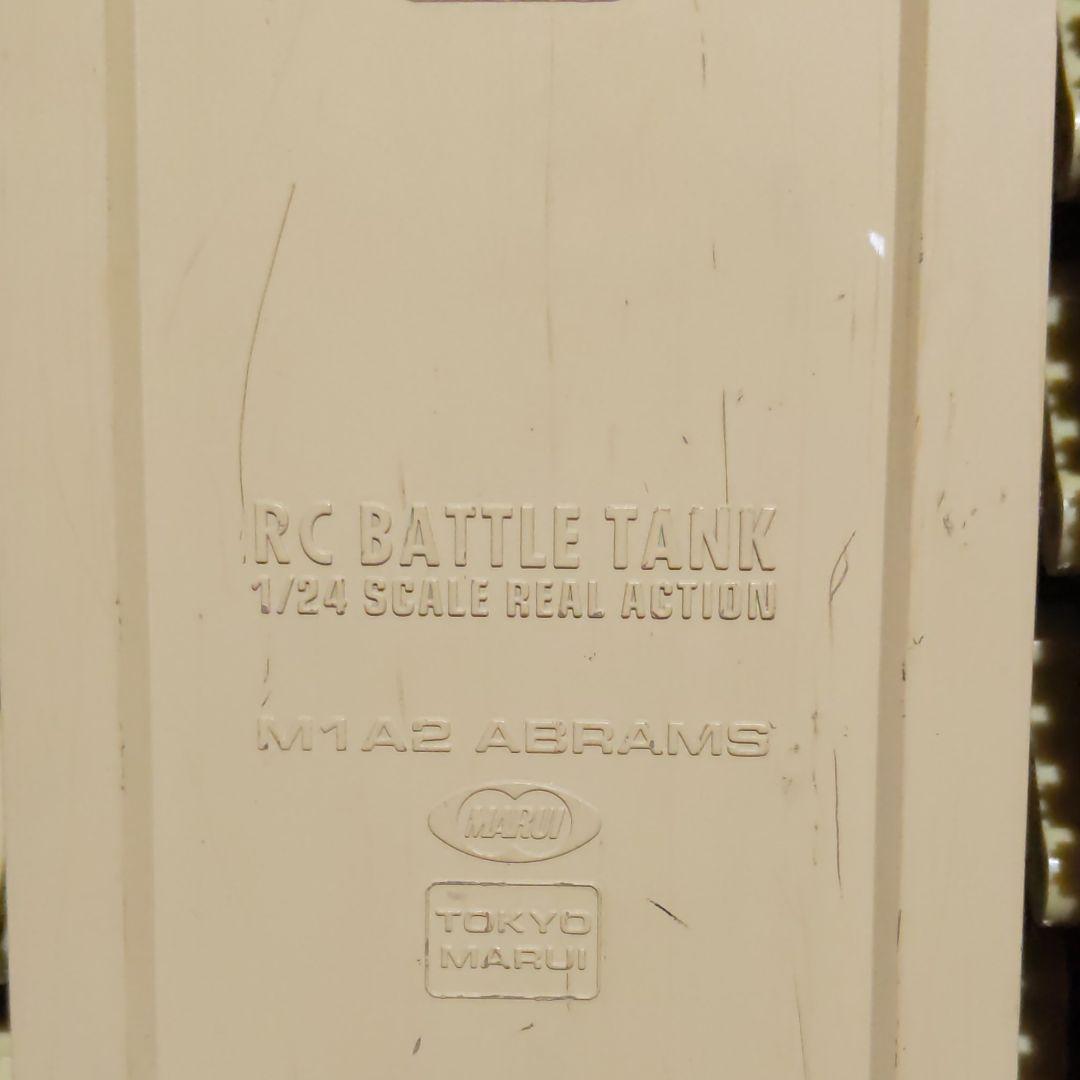 RC BATTLE TANK
1/24 SCALE REAL ACTION
M1A2 ABRAMS
MARUI
TOKYO
MARUI